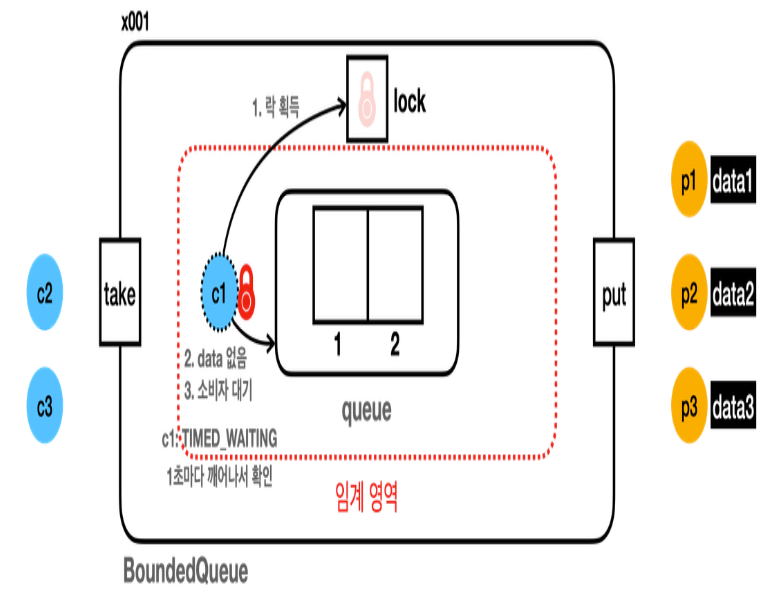 x001
1. 락 획득
lock
p1 data1
c2
take
c1
put
p2 data2
1 2
2. data 없음
3. 소비자 대기
queue
c3
p3 data3
c1: TIMED_WAITING
1초마다 깨어나서 확인
임계 영역
BoundedQueue